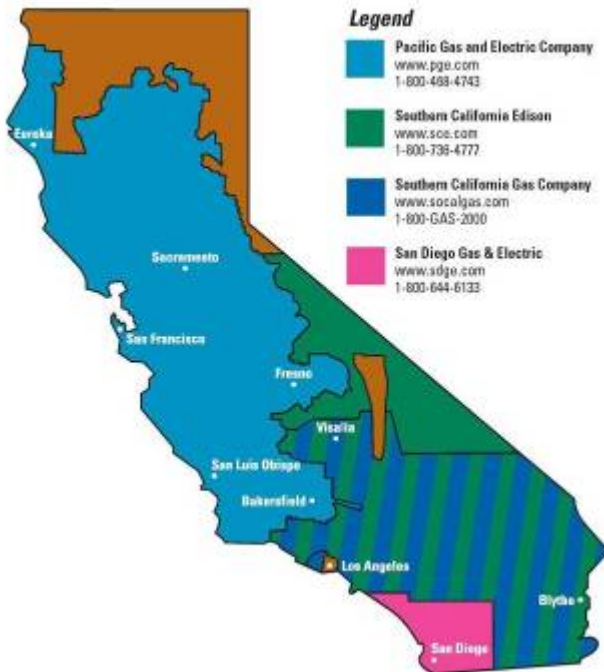 Legend
Pacific Gas and Electric Company
www.pge.com
1-800-468-4743
Southern California Edison
www.sce.com
1-800-736-4777
Southern California Gas Company
www.socalgas.com
1-800-GAS-2000
San Diego Gas & Electric
www.sdge.com
1-800-644-6133
Eureka
Sacramento
San Francisco
Fresno
Visalia
San Luis Obispo
Bakersfield
Los Angeles
Blythe
San Diego